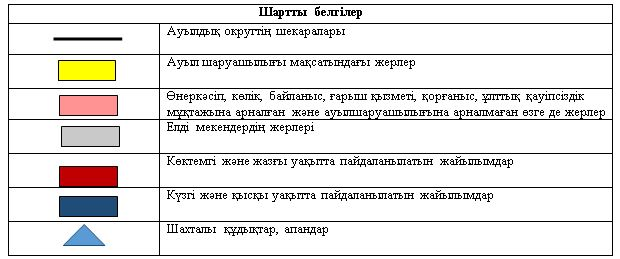 Шартты белгілер
Ауылдық округтің шекаралары
Ауыл шаруашылығы мақсатындағы жерлер
Өнеркәсіп, көлік, байланыс, ғарыш қызметі, қорғаныс, ұлттық қауіпсіздік
мұқтажына арналған және ауылшаруашылығына арналмаған өзге де жерлер
Елді мекендердің жерлері
Көктемгі және жазғы уақытта пайдаланылатын жайылымдар
Күзгі және қысқы уақытта пайдаланылатын жайылымдар
Шахталы құдықтар, апандар